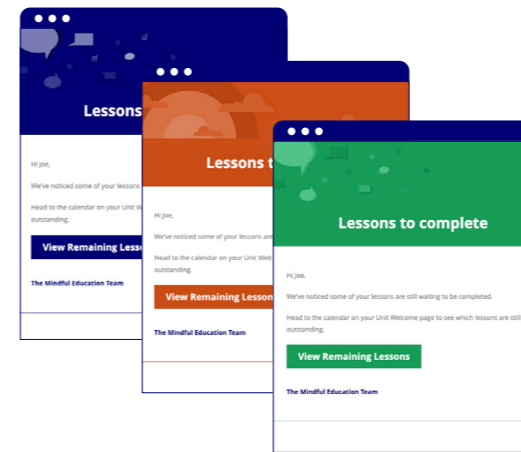 Lessons
Hi Joe,
We've noticed some of your lessons
Head to the calendar on your Unit W
outstanding.
View Remaining Lesso
The Mindful Education Team
Lessons t
Hi Joe,
We've noticed some of your lessons are
Head to the calendar on your Unit Welc
outstanding.
View Remaining Lesson
The Mindful Education Team
Lessons to complete
Hi Joe,
We've noticed some of your lessons are still waiting to be completed.
Head to the calendar on your Unit Welcome page to see which lessons are still
outstanding.
View Remaining Lessons
The Mindful Education Team